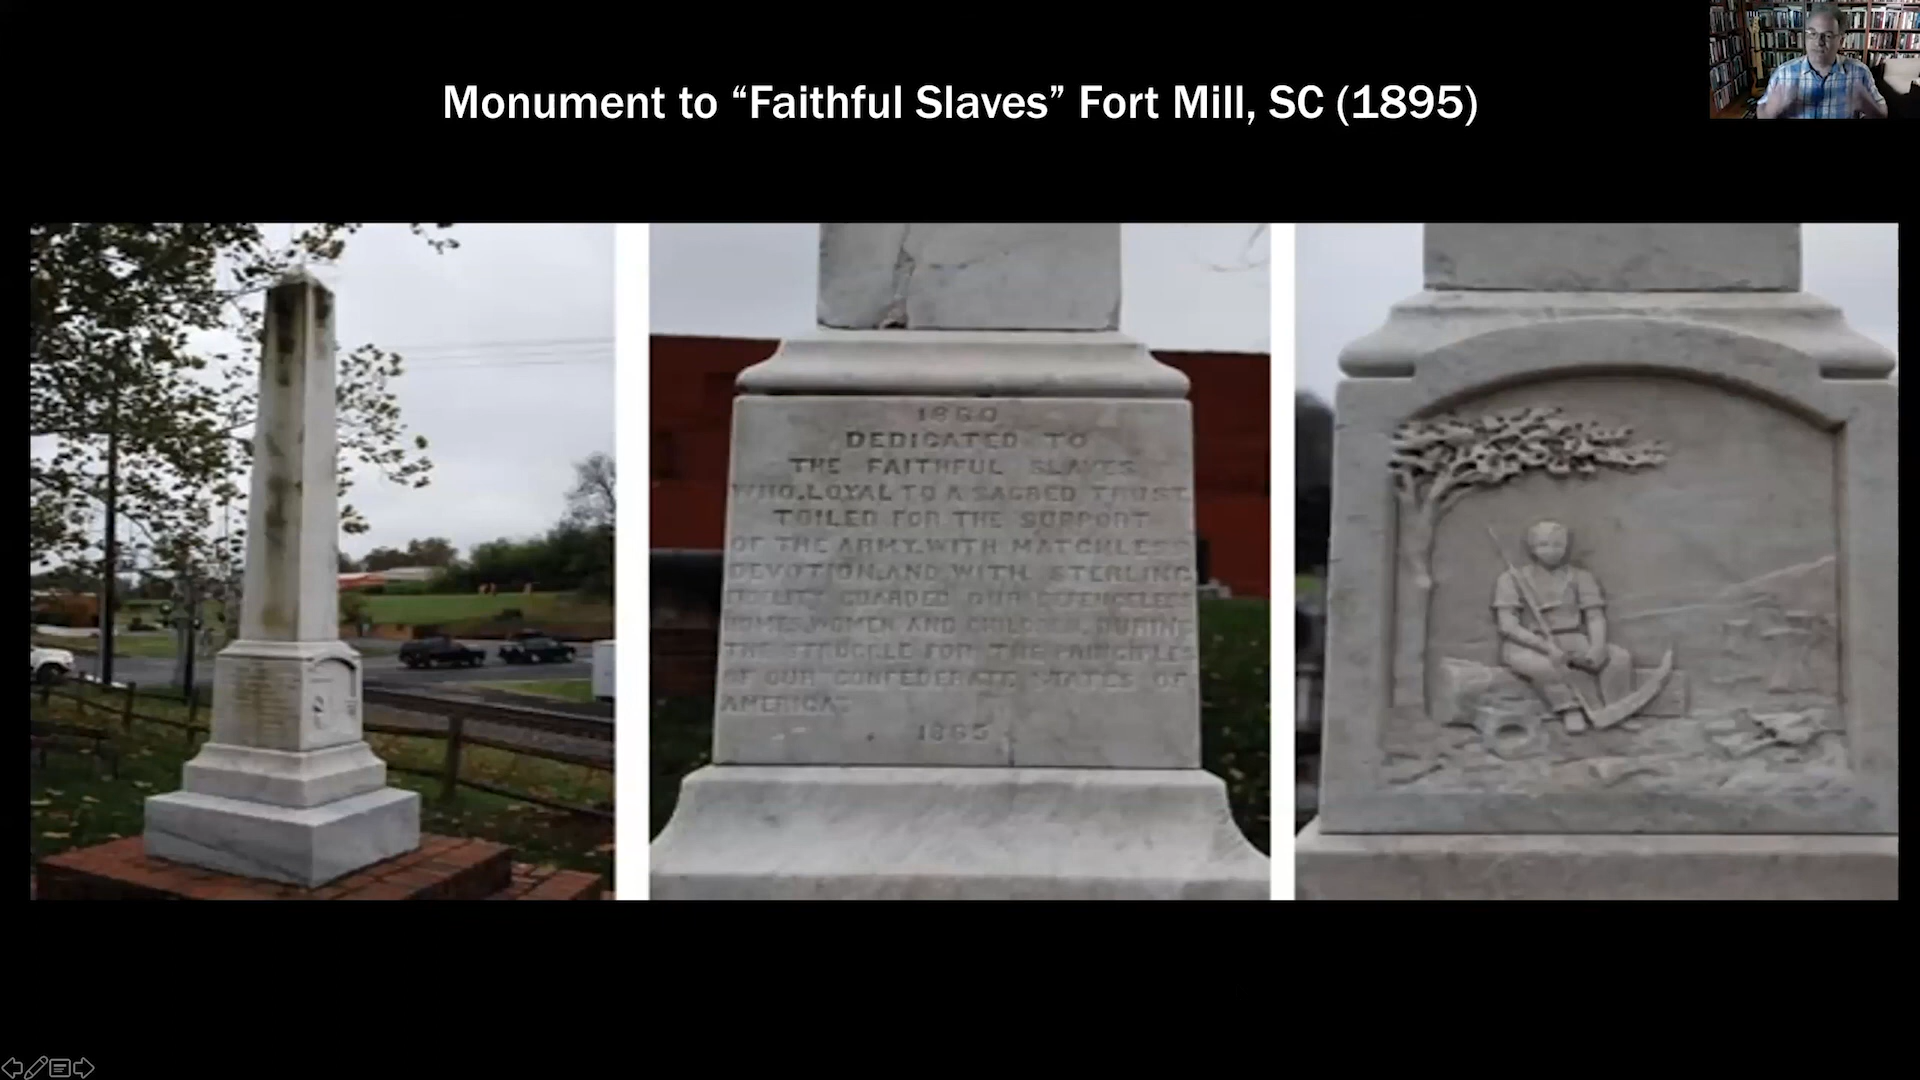 Monument to “Faithful Slaves” Fort Mill, SC (1895)
1860
DEDICATED TO
THE FAITHFUL SLAVES
WHO, LOYAL TO A SACRED TRUST
TOILED FOR THE SUPPORT
OF THE ARMY, WITH MATCHLESS
DEVOTION, AND WITH STERLING
FIDELITY GUARDED OUR DEFENCELESS
HOMES, WOMEN AND CHILDREN, DURING
THE STRUGGLE FOR THE PRINCIPLES
OF OUR CONFEDERATE STATES OF
AMERICA.
1865